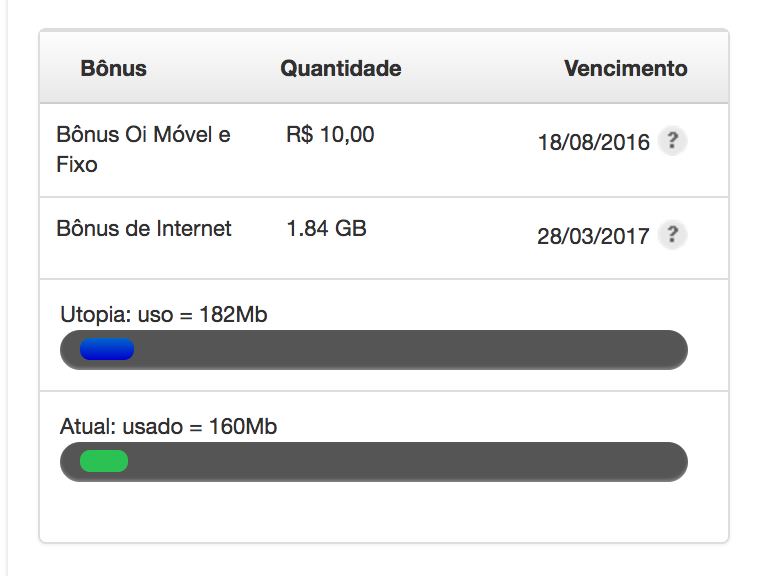 Bônus Quantidade Vencimento
Bônus Oi Móvel e R$ 10,00 18/08/2016 ?
Fixo
Bônus de Internet 1.84 GB 28/03/2017 ?
Utopia: uso = 182Mb
Atual: usado = 160Mb